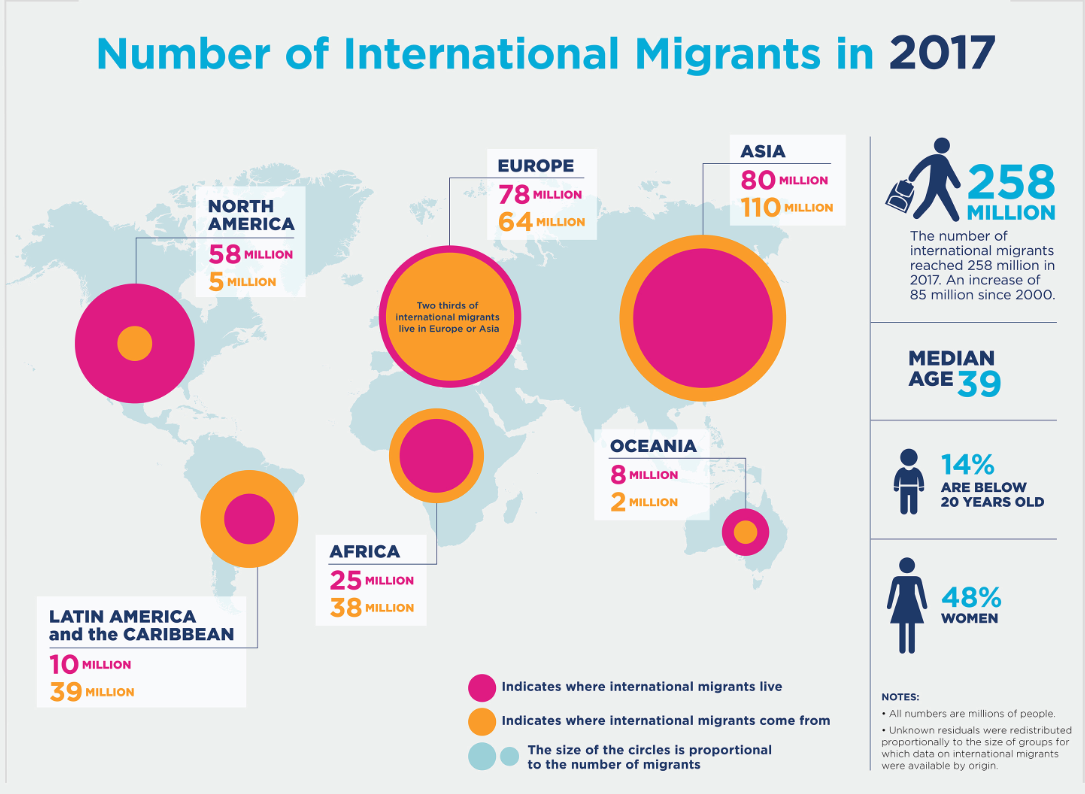 Number of International Migrants in 2017
NORTH
AMERICA
58 MILLION
5 MILLION
EUROPE
78 MILLION
64 MILLION
Two thirds of
international migrants
live in Europe or Asia
ASIA
80 MILLION
110 MILLION
OCEANIA
8 MILLION
2 MILLION
AFRICA
25 MILLION
38 MILLION
LATIN AMERICA
and the CARIBBEAN
10 MILLION
39 MILLION
Indicates where international migrants live
Indicates where international migrants come from
The size of the circles is proportional
to the number of migrants
258
MILLION
The number of
international migrants
reached 258 million in
2017. An increase of
85 million since 2000.
MEDIAN
AGE 39
14%
ARE BELOW
20 YEARS OLD
48%
WOMEN
NOTES:
• All numbers are millions of people.
• Unknown residuals were redistributed
proportionally to the size of groups for
which data on international migrants
were available by origin.